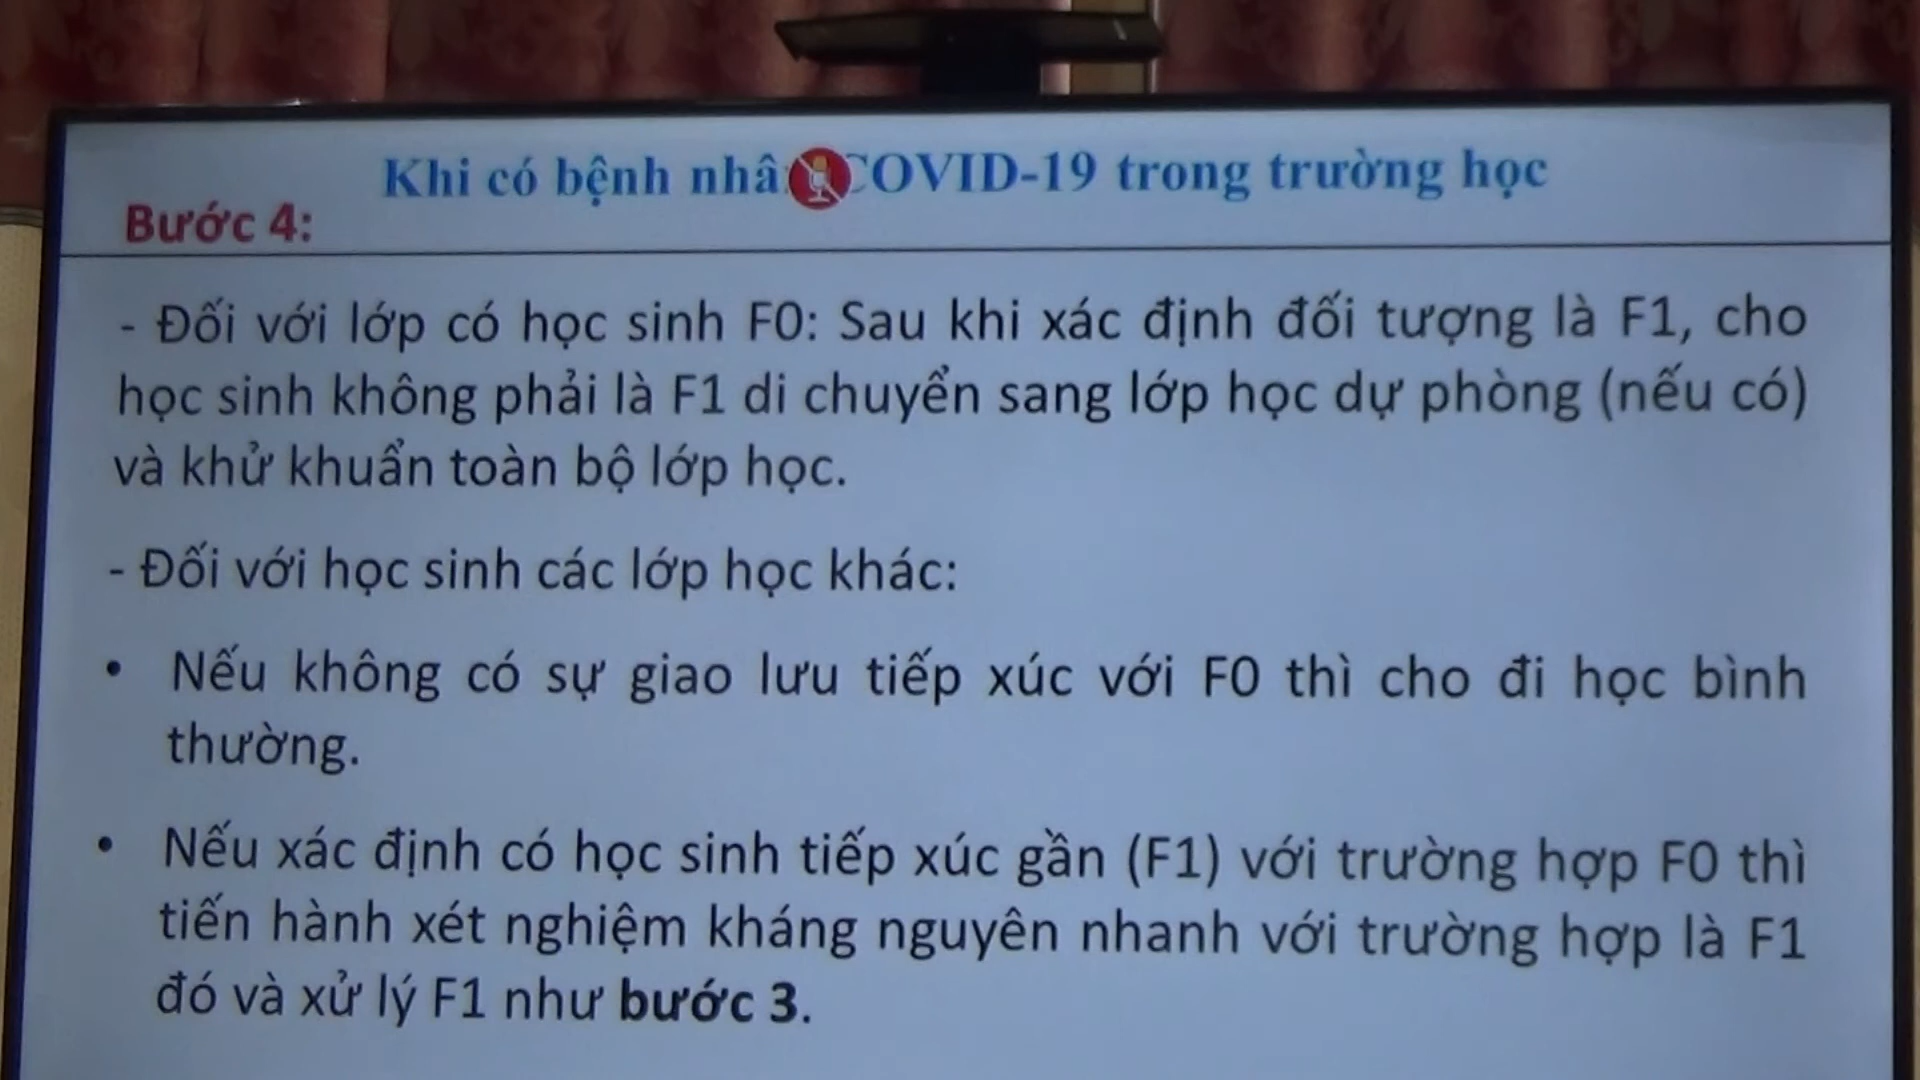 Khi có bệnh nhâ COVID-19 trong trường học
Bước 4:
- Đối với lớp có học sinh F0: Sau khi xác định đối tượng là F1, cho
học sinh không phải là F1 di chuyển sang lớp học dự phòng (nếu có)
và khử khuẩn toàn bộ lớp học.
- Đối với học sinh các lớp học khác:
• Nếu không có sự giao lưu tiếp xúc với F0 thì cho đi học bình
thường.
• Nếu xác định có học sinh tiếp xúc gần (F1) với trường hợp F0 thì
tiến hành xét nghiệm kháng nguyên nhanh với trường hợp là F1
đó và xử lý F1 như bước 3.